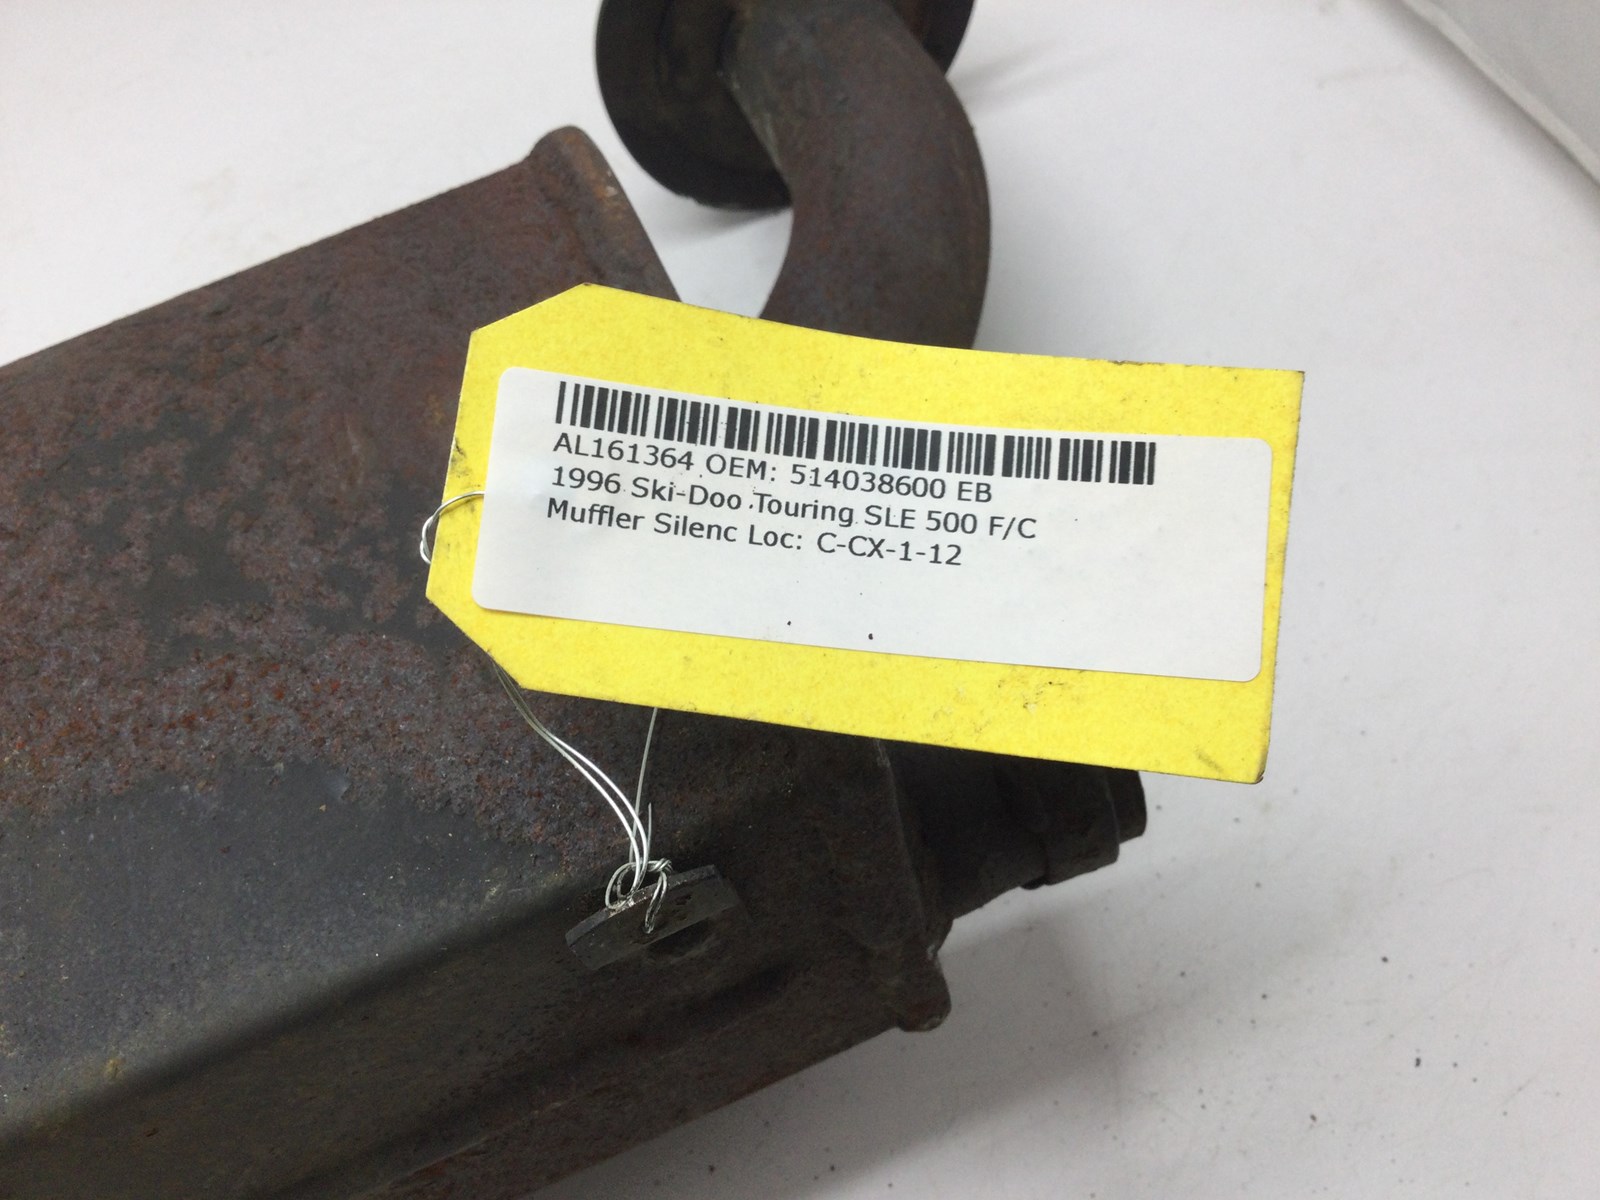 AL161364 OEM: 514038600 EB
1996 Ski-Doo Touring SLE 500 F/C
Muffler Silenc Loc: C-CX-1-12